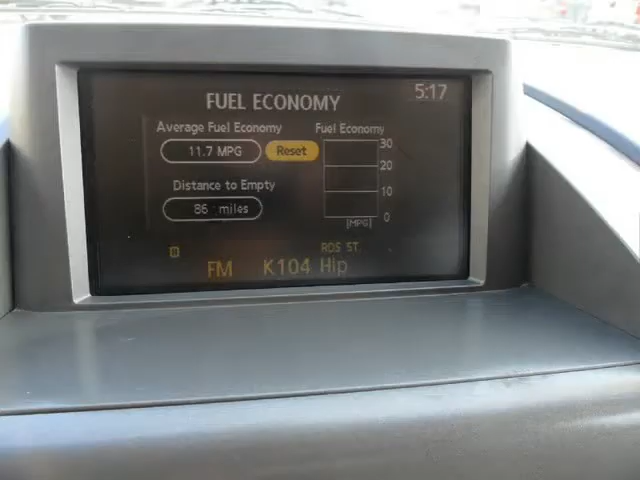 5:17
FUEL ECONOMY
Average Fuel Economy
Fuel Economy
11.7 MPG
Reset
30
20
10
0
[MPG]
Distance to Empty
86 miles
RDS ST.
FM K104 Hip